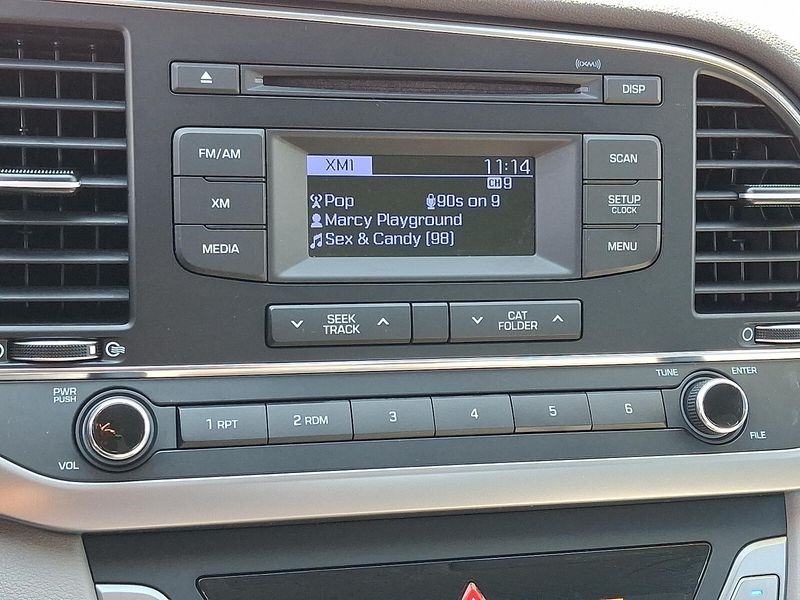 ((XM))
DISP
FM/AM
XM
MEDIA
XM1 11:14
CH 9
Pop 90s on 9
Marcy Playground
Sex & Candy (98)
SCAN
SETUP
CLOCK
MENU
SEEK
TRACK
CAT
FOLDER
PWR
PUSH
VOL
1 RPT
2 RDM
3
4
5
6
TUNE
ENTER
FILE